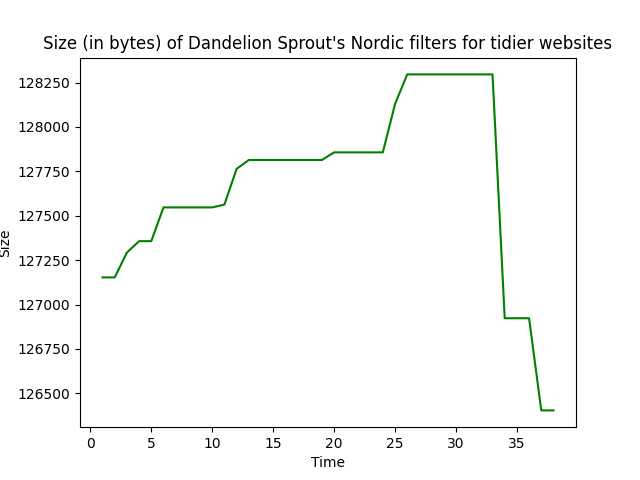 Size (in bytes) of Dandelion Sprout's Nordic filters for tidier websites
128250
128000
127750
127500
127250
127000
126750
126500
Size
0 5 10 15 20 25 30 35
Time